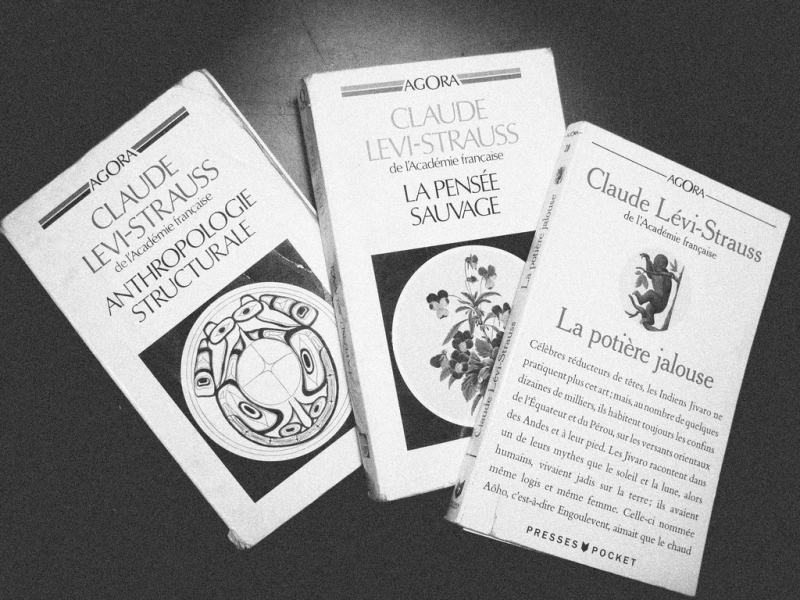 AGORA
CLAUDE
LEVI-STRAUSS
de l'Académie française
ANTHROPOLOGIE
STRUCTURALE
AGORA
CLAUDE
LEVI-STRAUSS
de l'Académie française
LA PENSÉE
SAUVAGE
La potière jalouse
Claude Lévi-Strauss
AGORA
Claude Lévi-Strauss
de l'Académie française
La potière jalouse
Célèbres réducteurs de têtes, les Indiens Jivaro ne
pratiquent plus cet art; mais, au nombre de quelques
dizaines de milliers, ils habitent toujours les confins
de l'Équateur et du Pérou, sur les versants orientaux
des Andes et à leur pied. Les Jivaro racontent dans
un de leurs mythes que le soleil et la lune, alors
humains, vivaient jadis sur la terre; ils avaient
même logis et même femme. Celle-ci nommée
Aôho, c'est-à-dire Engoulevent, aimait que le chaud
PRESSES POCKET